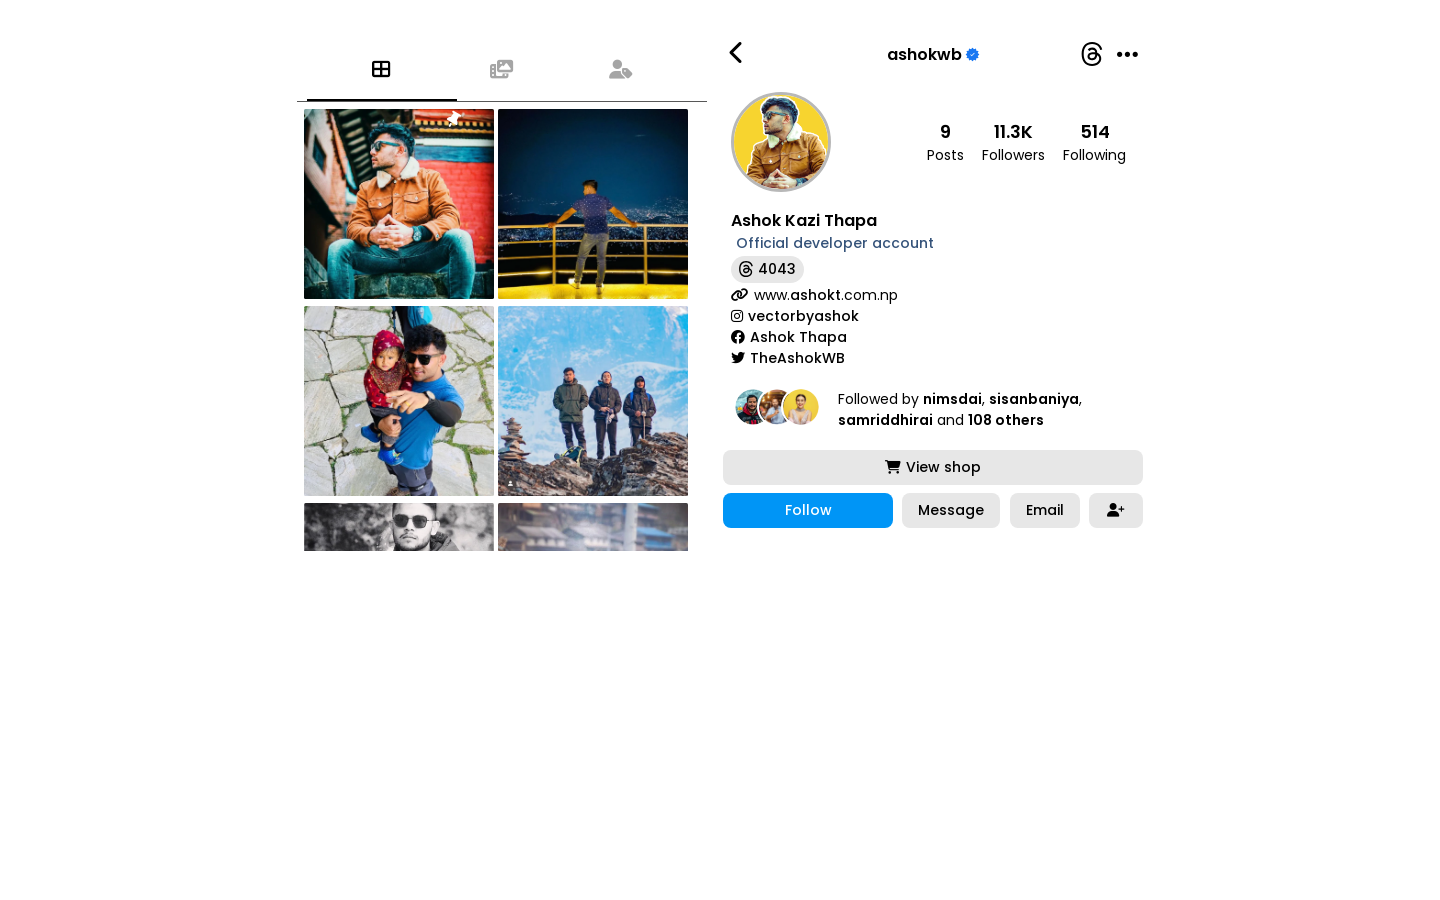 ashokwb
9 11.3K 514
Posts Followers Following
Ashok Kazi Thapa
Official developer account
4043
www.ashokt.com.np
vectorbyashok
Ashok Thapa
TheAshokWB
Followed by nimsdai, sisanbaniya,
samriddhirai and 108 others
View shop
Follow Message Email